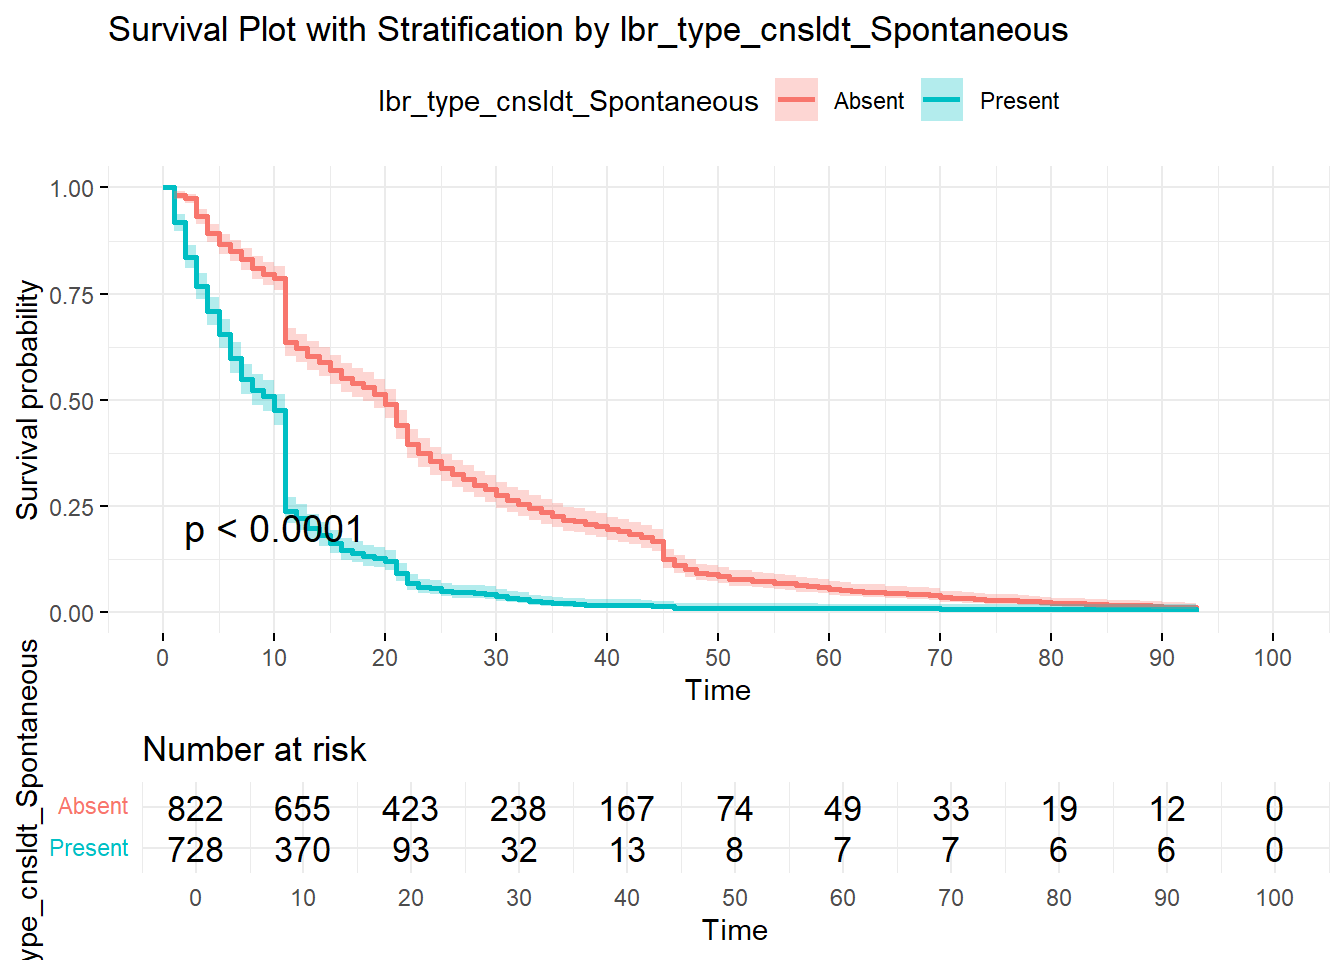 Survival Plot with Stratification by lbr_type_cnsldt_Spontaneous
lbr_type_cnsldt_Spontaneous Absent Present
Survival probability
1.00
0.75
0.50
0.25
0.00
p < 0.0001
0 10 20 30 40 50 60 70 80 90 100
Time
Number at risk
ype_cnsldt_Spontaneous
Absent 822 655 423 238 167 74 49 33 19 12 0
Present 728 370 93 32 13 8 7 7 6 6 0
0 10 20 30 40 50 60 70 80 90 100
Time